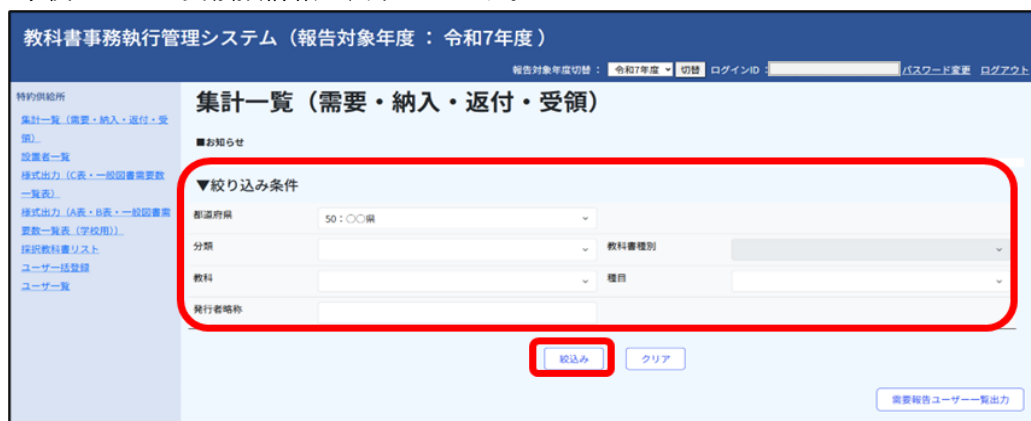 教科書事務執行管理システム（報告対象年度 ： 令和7年度 ）
報告対象年度切替 ： 令和7年度 切替 ログインID : パスワード変更 ログアウト
特約供給所
集計一覧（需要・納入・返付・受
領）
設置者一覧
様式出力（C表・一般図書需要数
一覧表）
様式出力（A表・B表・一般図書需
要数一覧表（学校用））
採択教科書リスト
ユーザー括登録
ユーザー覧
集計一覧（需要・納入・返付・受領）
■お知らせ
▼絞り込み条件
都道府県 50：○○県
分類 教科書種別
教科 種目
発行者略称
絞込み クリア
需要報告ユーザー一覧出力